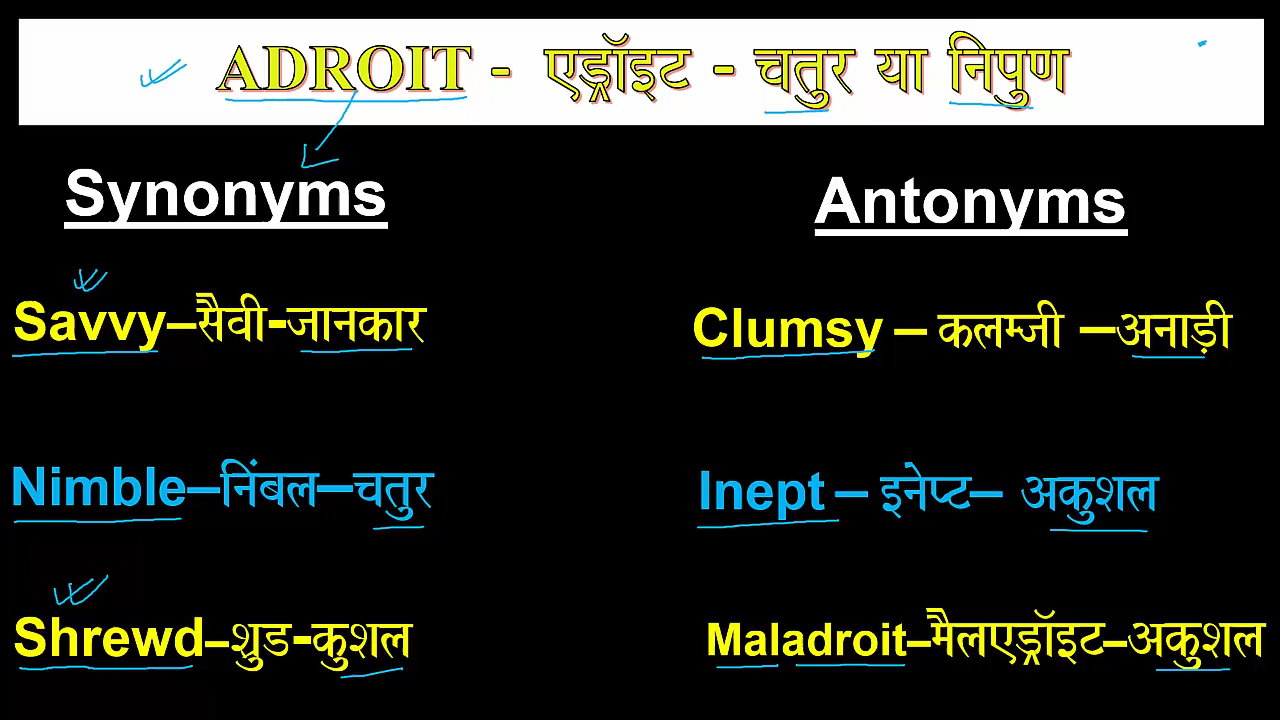 ADROIT - एड्रॉइट - चतुर या निपुण
Synonyms
Antonyms
Savvy–सैवी-जानकार
Clumsy – कलम्जी –अनाड़ी
Nimble–निंबल–चतुर
Inept – इनेप्ट– अकुशल
Shrewd–श्रुड-कुशल
Maladroit–मैलएड्रॉइट–अकुशल